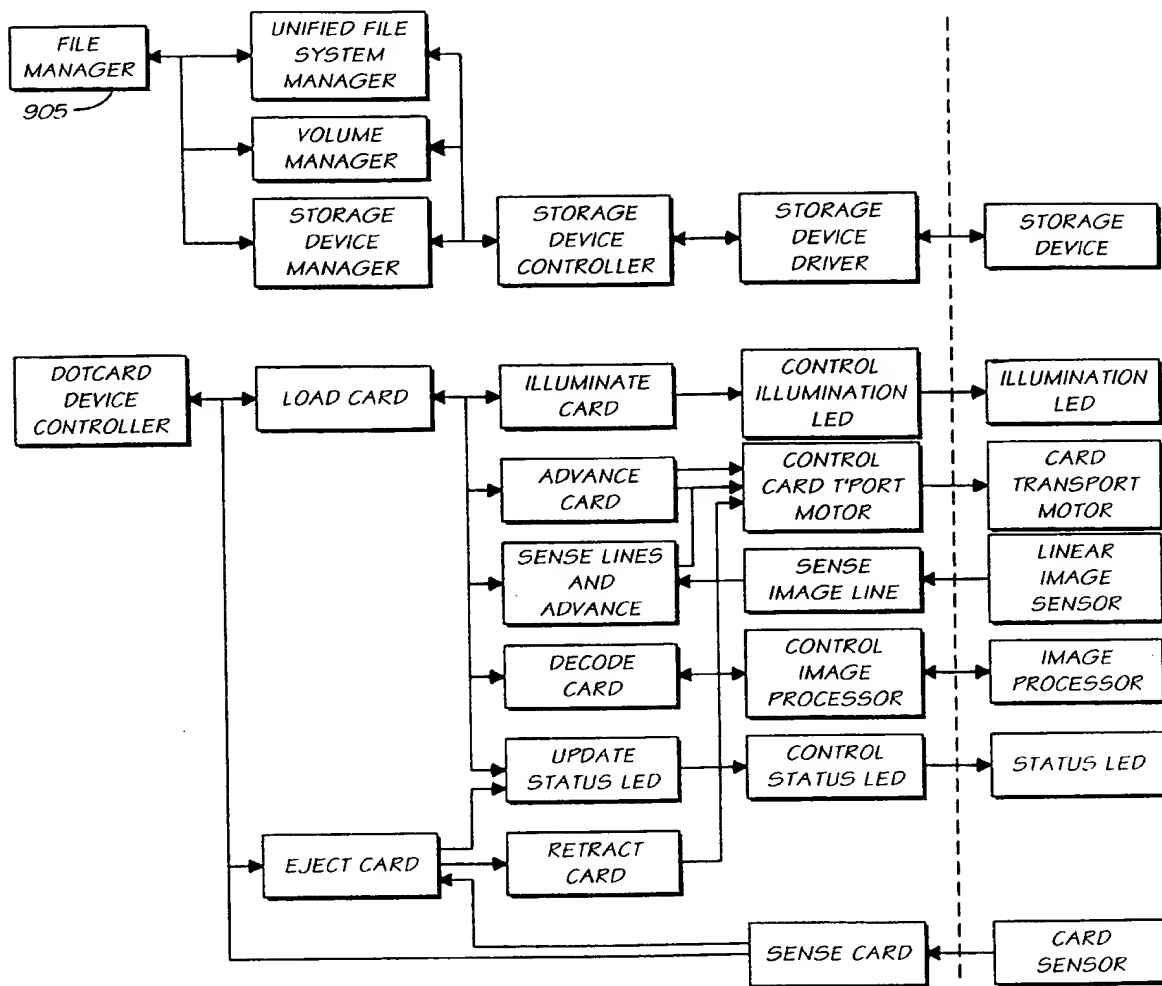 FILE
MANAGER
905
UNIFIED FILE
SYSTEM
MANAGER
VOLUME
MANAGER
STORAGE
DEVICE
MANAGER
STORAGE
DEVICE
CONTROLLER
STORAGE
DEVICE
DRIVER
STORAGE
DEVICE
DOTCARD
DEVICE
CONTROLLER
LOAD CARD
ILLUMINATE
CARD
CONTROL
ILLUMINATION
LED
ILLUMINATION
LED
ADVANCE
CARD
CONTROL
CARD T'PORT
MOTOR
CARD
TRANSPORT
MOTOR
SENSE LINES
AND
ADVANCE
SENSE
IMAGE LINE
LINEAR
IMAGE
SENSOR
DECODE
CARD
CONTROL
IMAGE
PROCESSOR
IMAGE
PROCESSOR
UPDATE
STATUS LED
CONTROL
STATUS LED
STATUS LED
EJECT CARD
RETRACT
CARD
SENSE CARD
CARD
SENSOR